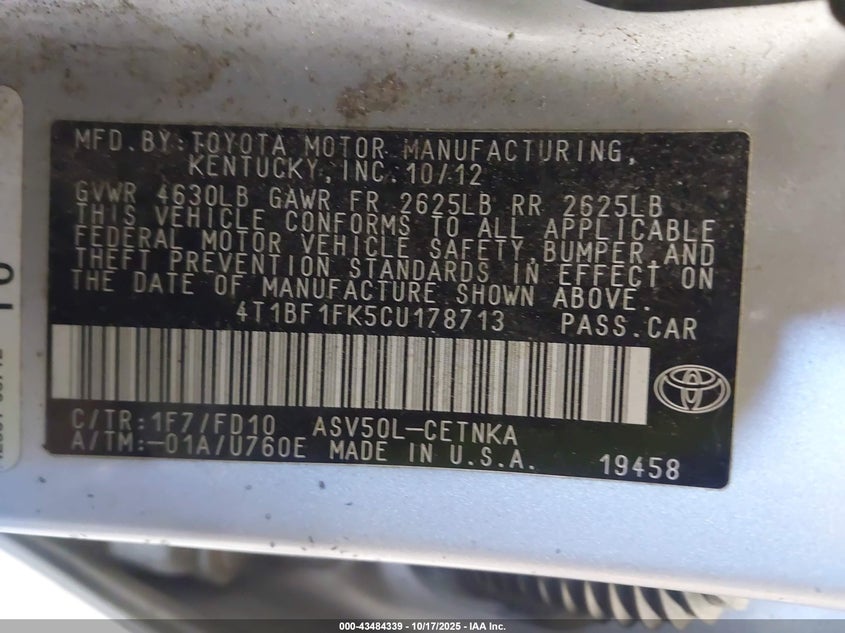 MFD.BY:TOYOTA MOTOR MANUFACTURING,
KENTUCKY, INC. 10/12
GVWR 4630LB GAWR FR 2625LB RR 2625LB
THIS VEHICLE CONFORMS TO ALL APPLICABLE
FEDERAL MOTOR VEHICLE SAFETY,BUMPER,AND
THEFT PREVENTION STANDARDS IN EFFECT ON
THE DATE OF MANUFACTURE SHOWN ABOVE.
4T1BF1FK5CU178713 PASS.CAR
C/TR:1F7/FD10 ASV50L-CETNKA
A/TM:-01A/U760E MADE IN U.S.A. 19458
000-43484339 - 10/17/2025 - IAA Inc.